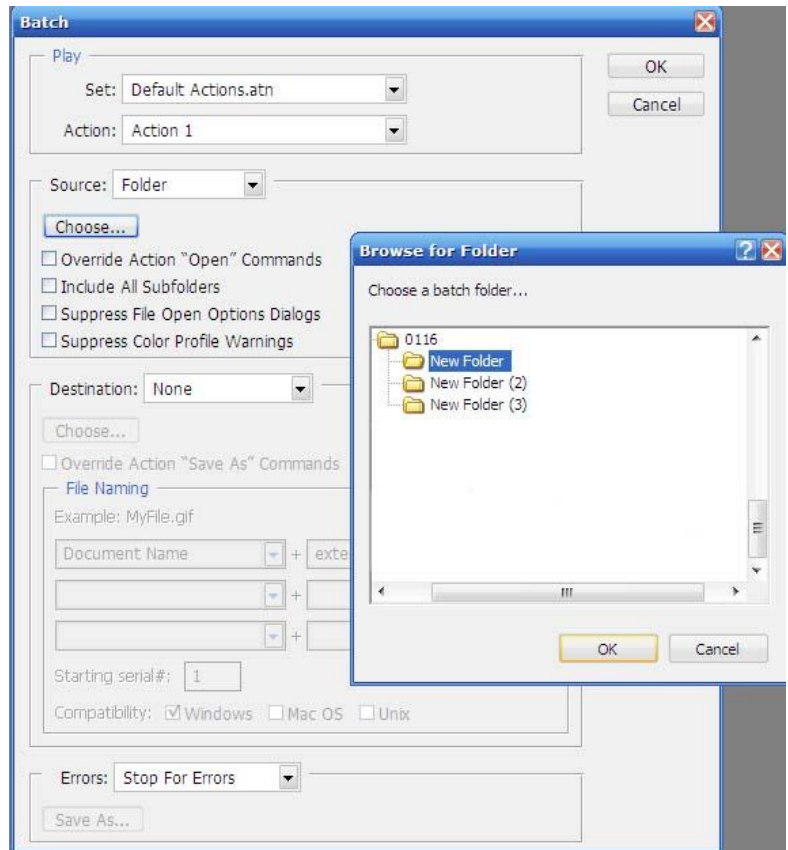 Batch
Play
Set: Default Actions.atn
Action: Action 1
OK
Cancel
Source: Folder
Choose...
Override Action "Open" Commands
Include All Subfolders
Suppress File Open Options Dialogs
Suppress Color Profile Warnings
Browse for Folder
Choose a batch folder...
0116
New Folder
New Folder (2)
New Folder (3)
OK
Cancel
Destination: None
Choose...
Override Action "Save As" Commands
File Naming
Example: MyFile.gif
Document Name + exte
+
+
Starting serial#: 1
Compatibility: Windows Mac OS Unix
Errors: Stop For Errors
Save As...